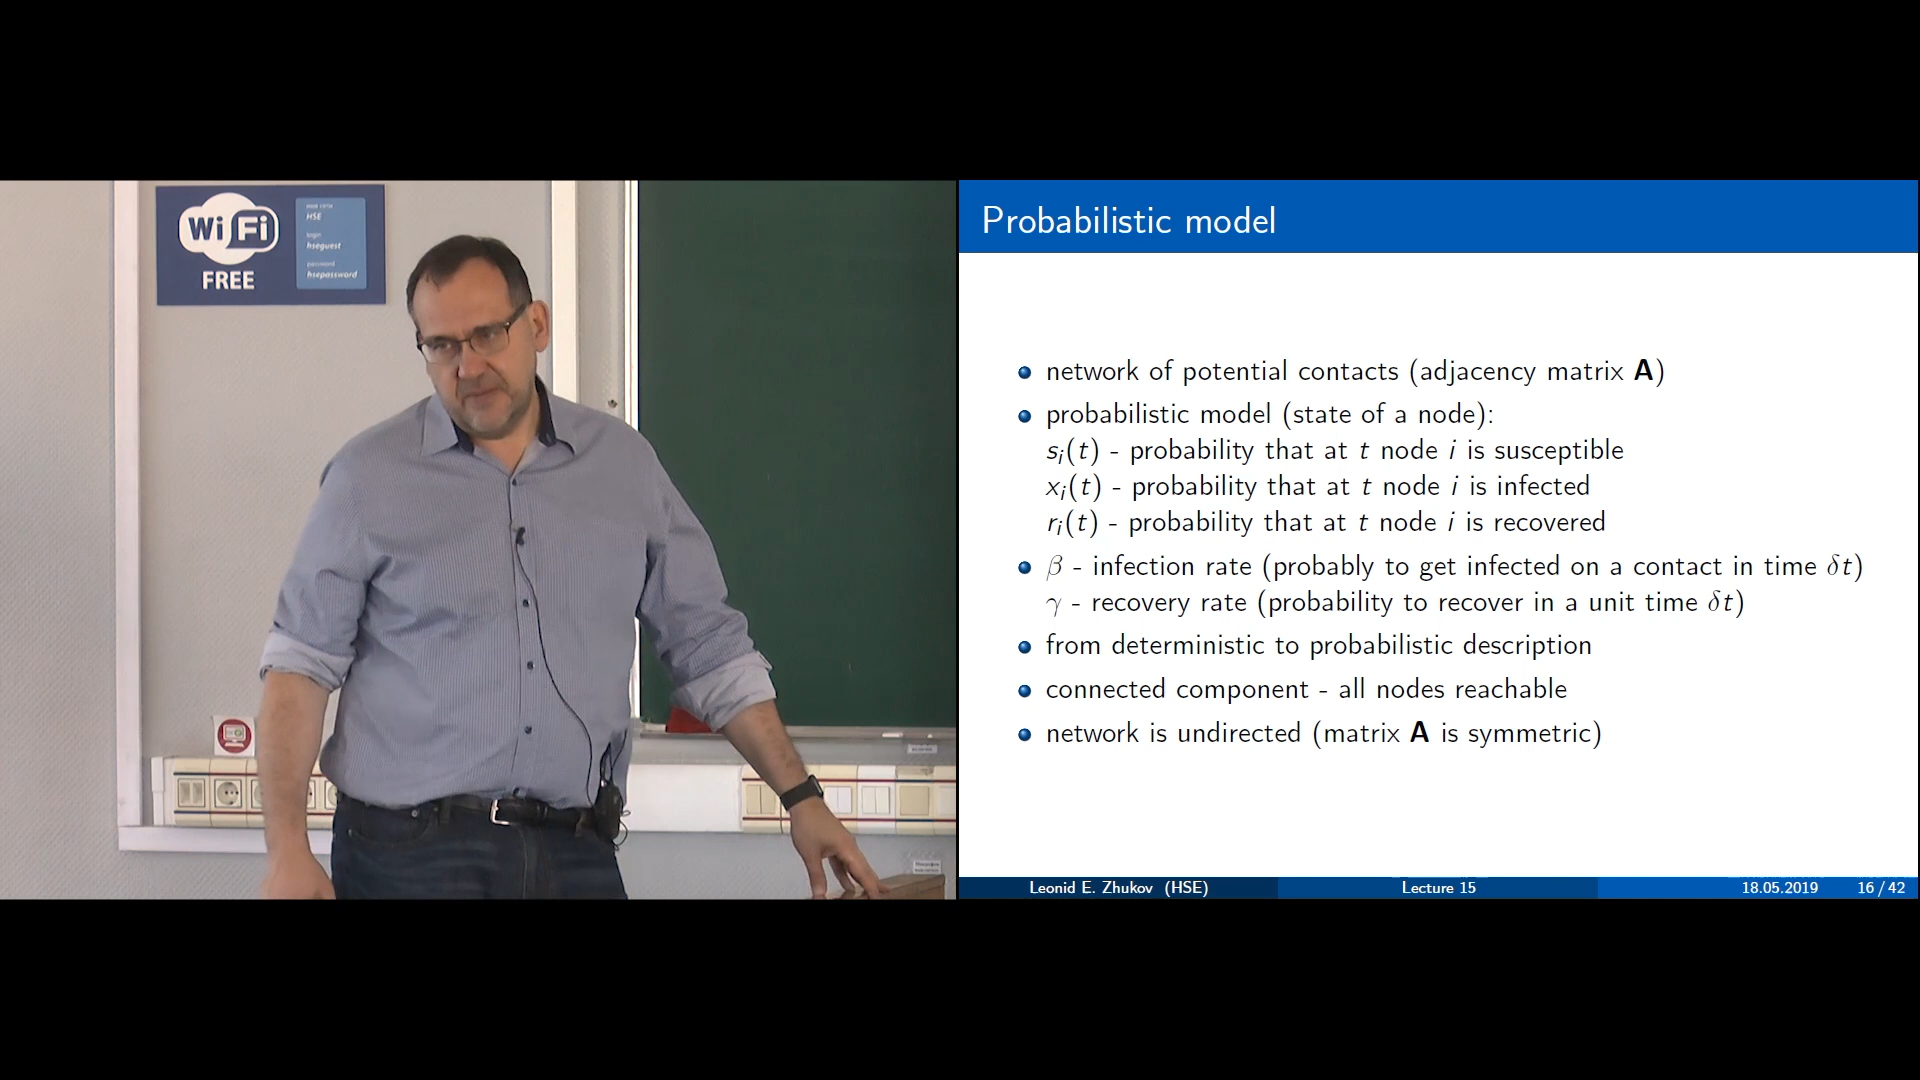 WiFi
FREE
HSE
login
hseguest
password
hsepassword
Probabilistic model
network of potential contacts (adjacency matrix A)
probabilistic model (state of a node):
sᵢ(t) - probability that at t node i is susceptible
xᵢ(t) - probability that at t node i is infected
rᵢ(t) - probability that at t node i is recovered
β - infection rate (probably to get infected on a contact in time δt)
γ - recovery rate (probability to recover in a unit time δt)
from deterministic to probabilistic description
connected component - all nodes reachable
network is undirected (matrix A is symmetric)
Leonid E. Zhukov (HSE) Lecture 15 18.05.2019 16 / 42